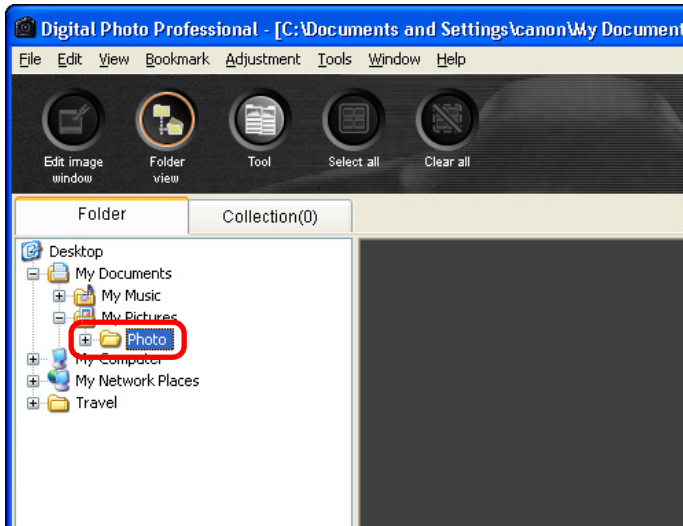 Digital Photo Professional - [C:\Documents and Settings\canon\My Document
File Edit View Bookmark Adjustment Tools Window Help
Edit image window
Folder view
Tool
Select all
Clear all
Folder
Collection(0)
Desktop
My Documents
My Music
My Pictures
Photo
My Computer
My Network Places
Travel